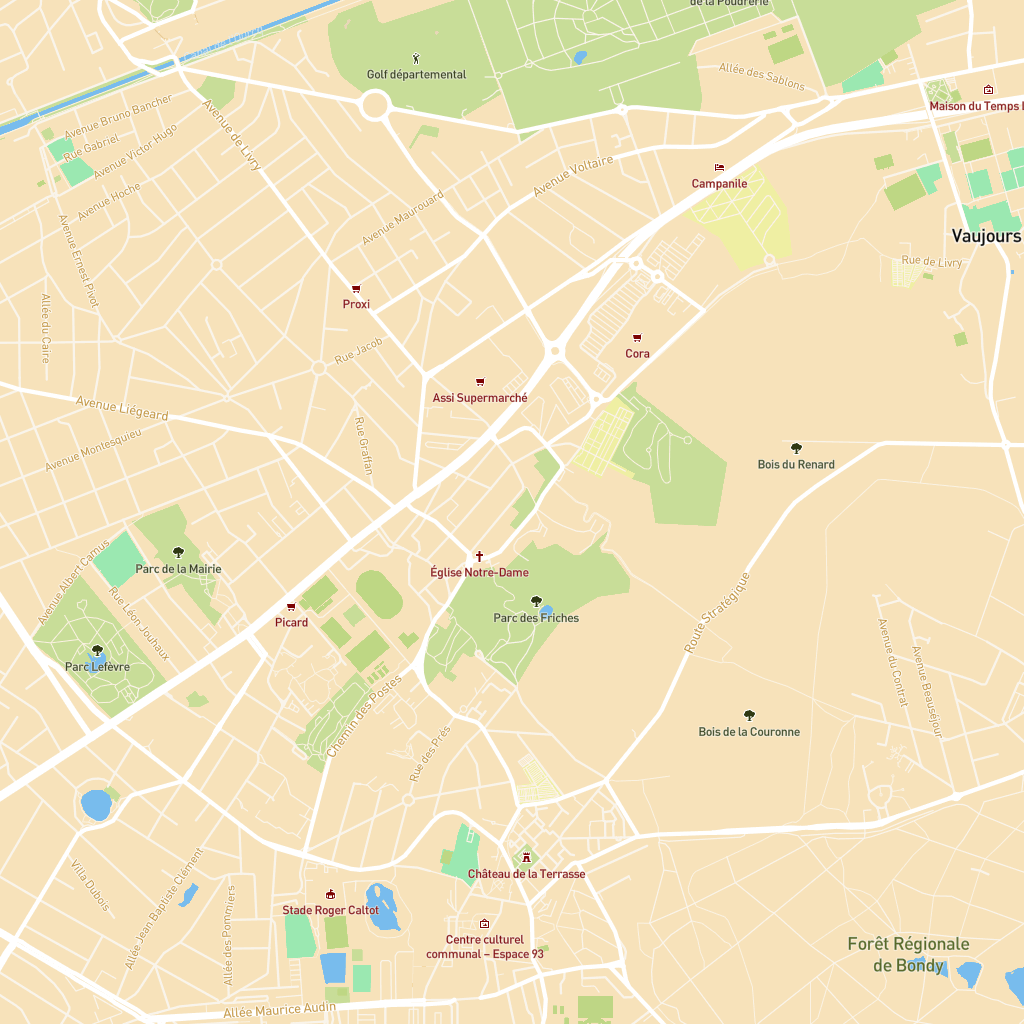 de la Poudrerie
Golf départemental
Allée des Sablons
Maison du Temps
Avenue Bruno Bancher
Rue Gabriel
Avenue Victor Hugo
Avenue de Livry
Avenue Hoche
Avenue Voltaire
Campanile
Avenue Maurouard
Avenue Ernest Pivot
Vaujours
Rue de Livry
Allée du Caire
Proxi
Rue Jacob
Cora
Assi Supermarché
Avenue Liégeard
Avenue Montesquieu
Rue Graffan
Bois du Renard
Avenue Albert Camus
Parc de la Mairie
Église Notre-Dame
Rue Léon Jouhaux
Picard
Parc des Friches
Route Stratégique
Avenue du Contrat
Avenue Beauséjour
Parc Lefèvre
Chemin des Postes
Rue des Prés
Bois de la Couronne
Villa Dubois
Allée Jean Baptiste Clément
Allée des Pommiers
Château de la Terrasse
Stade Roger Caltot
Centre culturel
communal – Espace 93
Forêt Régionale
de Bondy
Allée Maurice Audin